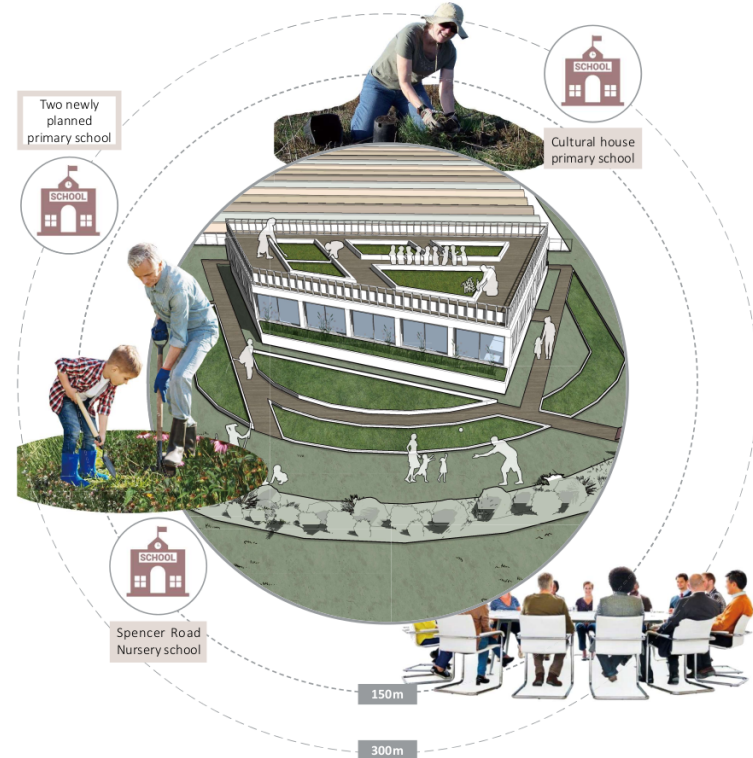 SCHOOL
Cultural house
primary school
Two newly
planned
primary school
SCHOOL
SCHOOL
Spencer Road
Nursery school
150m
300m